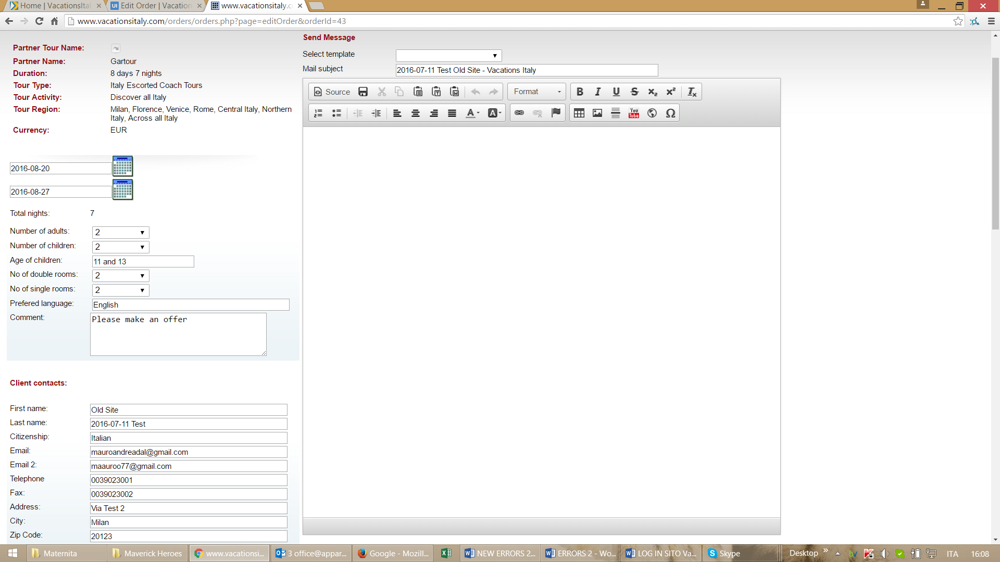 Home | VacationsItal
Edit Order | Vacation
www.vacationsitaly.c
www.vacationsitaly.com/orders/orders.php?page=editOrder&orderId=43
Partner Tour Name:
Partner Name: Gartour
Duration: 8 days 7 nights
Tour Type: Italy Escorted Coach Tours
Tour Activity: Discover all Italy
Tour Region: Milan, Florence, Venice, Rome, Central Italy, Northern
Italy, Across all Italy
Currency: EUR
2016-08-20
2016-08-27
Total nights: 7
Number of adults: 2
Number of children: 2
Age of children: 11 and 13
No of double rooms: 2
No of single rooms: 2
Prefered language: English
Comment: Please make an offer
Client contacts:
First name: Old Site
Last name: 2016-07-11 Test
Citizenship: Italian
Email: mauroandreadal@gmail.com
Email 2: maauroo77@gmail.com
Telephone 0039023001
Fax: 0039023002
Address: Via Test 2
City: Milan
Zip Code: 20123
Send Message
Select template
Mail subject 2016-07-11 Test Old Site - Vacations Italy
Source
Format
B I U S x₂ x² Tx
A A
You Tube Ω
Maternita
Maverick Heroes
www.vacationsi...
3 office@appar...
Google - Mozill...
NEW ERRORS 2...
ERRORS 2 - Wo...
LOG IN SITO Va...
Skype
Desktop »
ITA
16:08